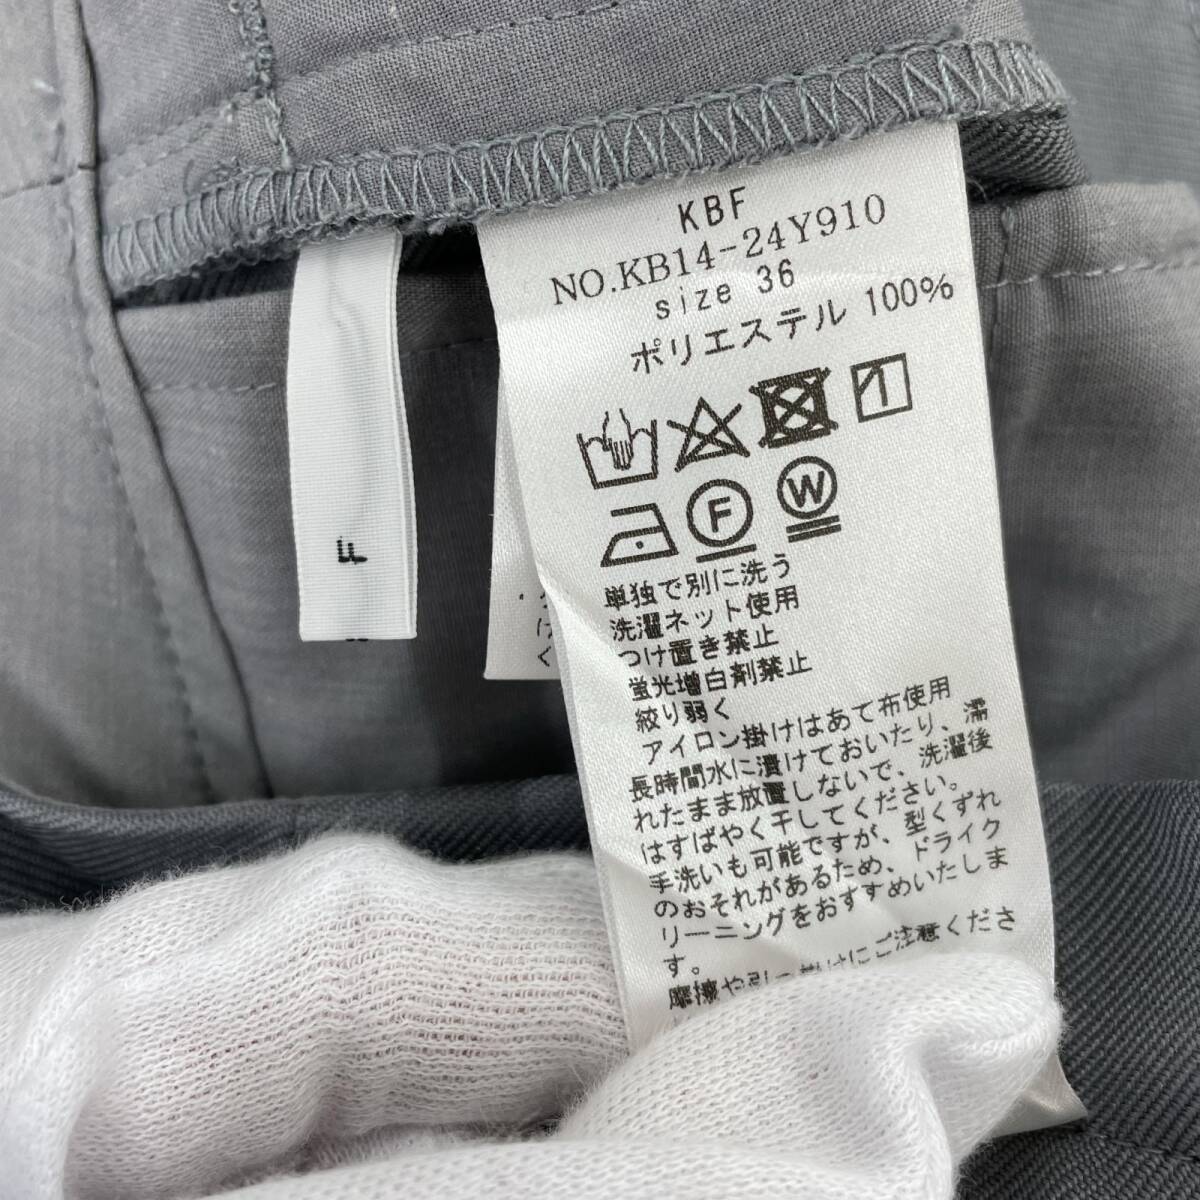 KBF
NO.KB14-24Y910
size 36
ポリエステル 100%
F
W
単独で別に洗う
洗濯ネット使用
つけ置き禁止
蛍光増白剤禁止
絞り弱く
アイロン掛けはあて布使用
長時間水に漬けておいたり、濡
れたまま放置しないで、洗濯後
はすばやく干してください。
手洗いも可能ですが、型くずれ
のおそれがあるため、ドライク
リーニングをおすすめいたしま
す。
摩擦や引っ掛けにご注意くださ
け
く
F